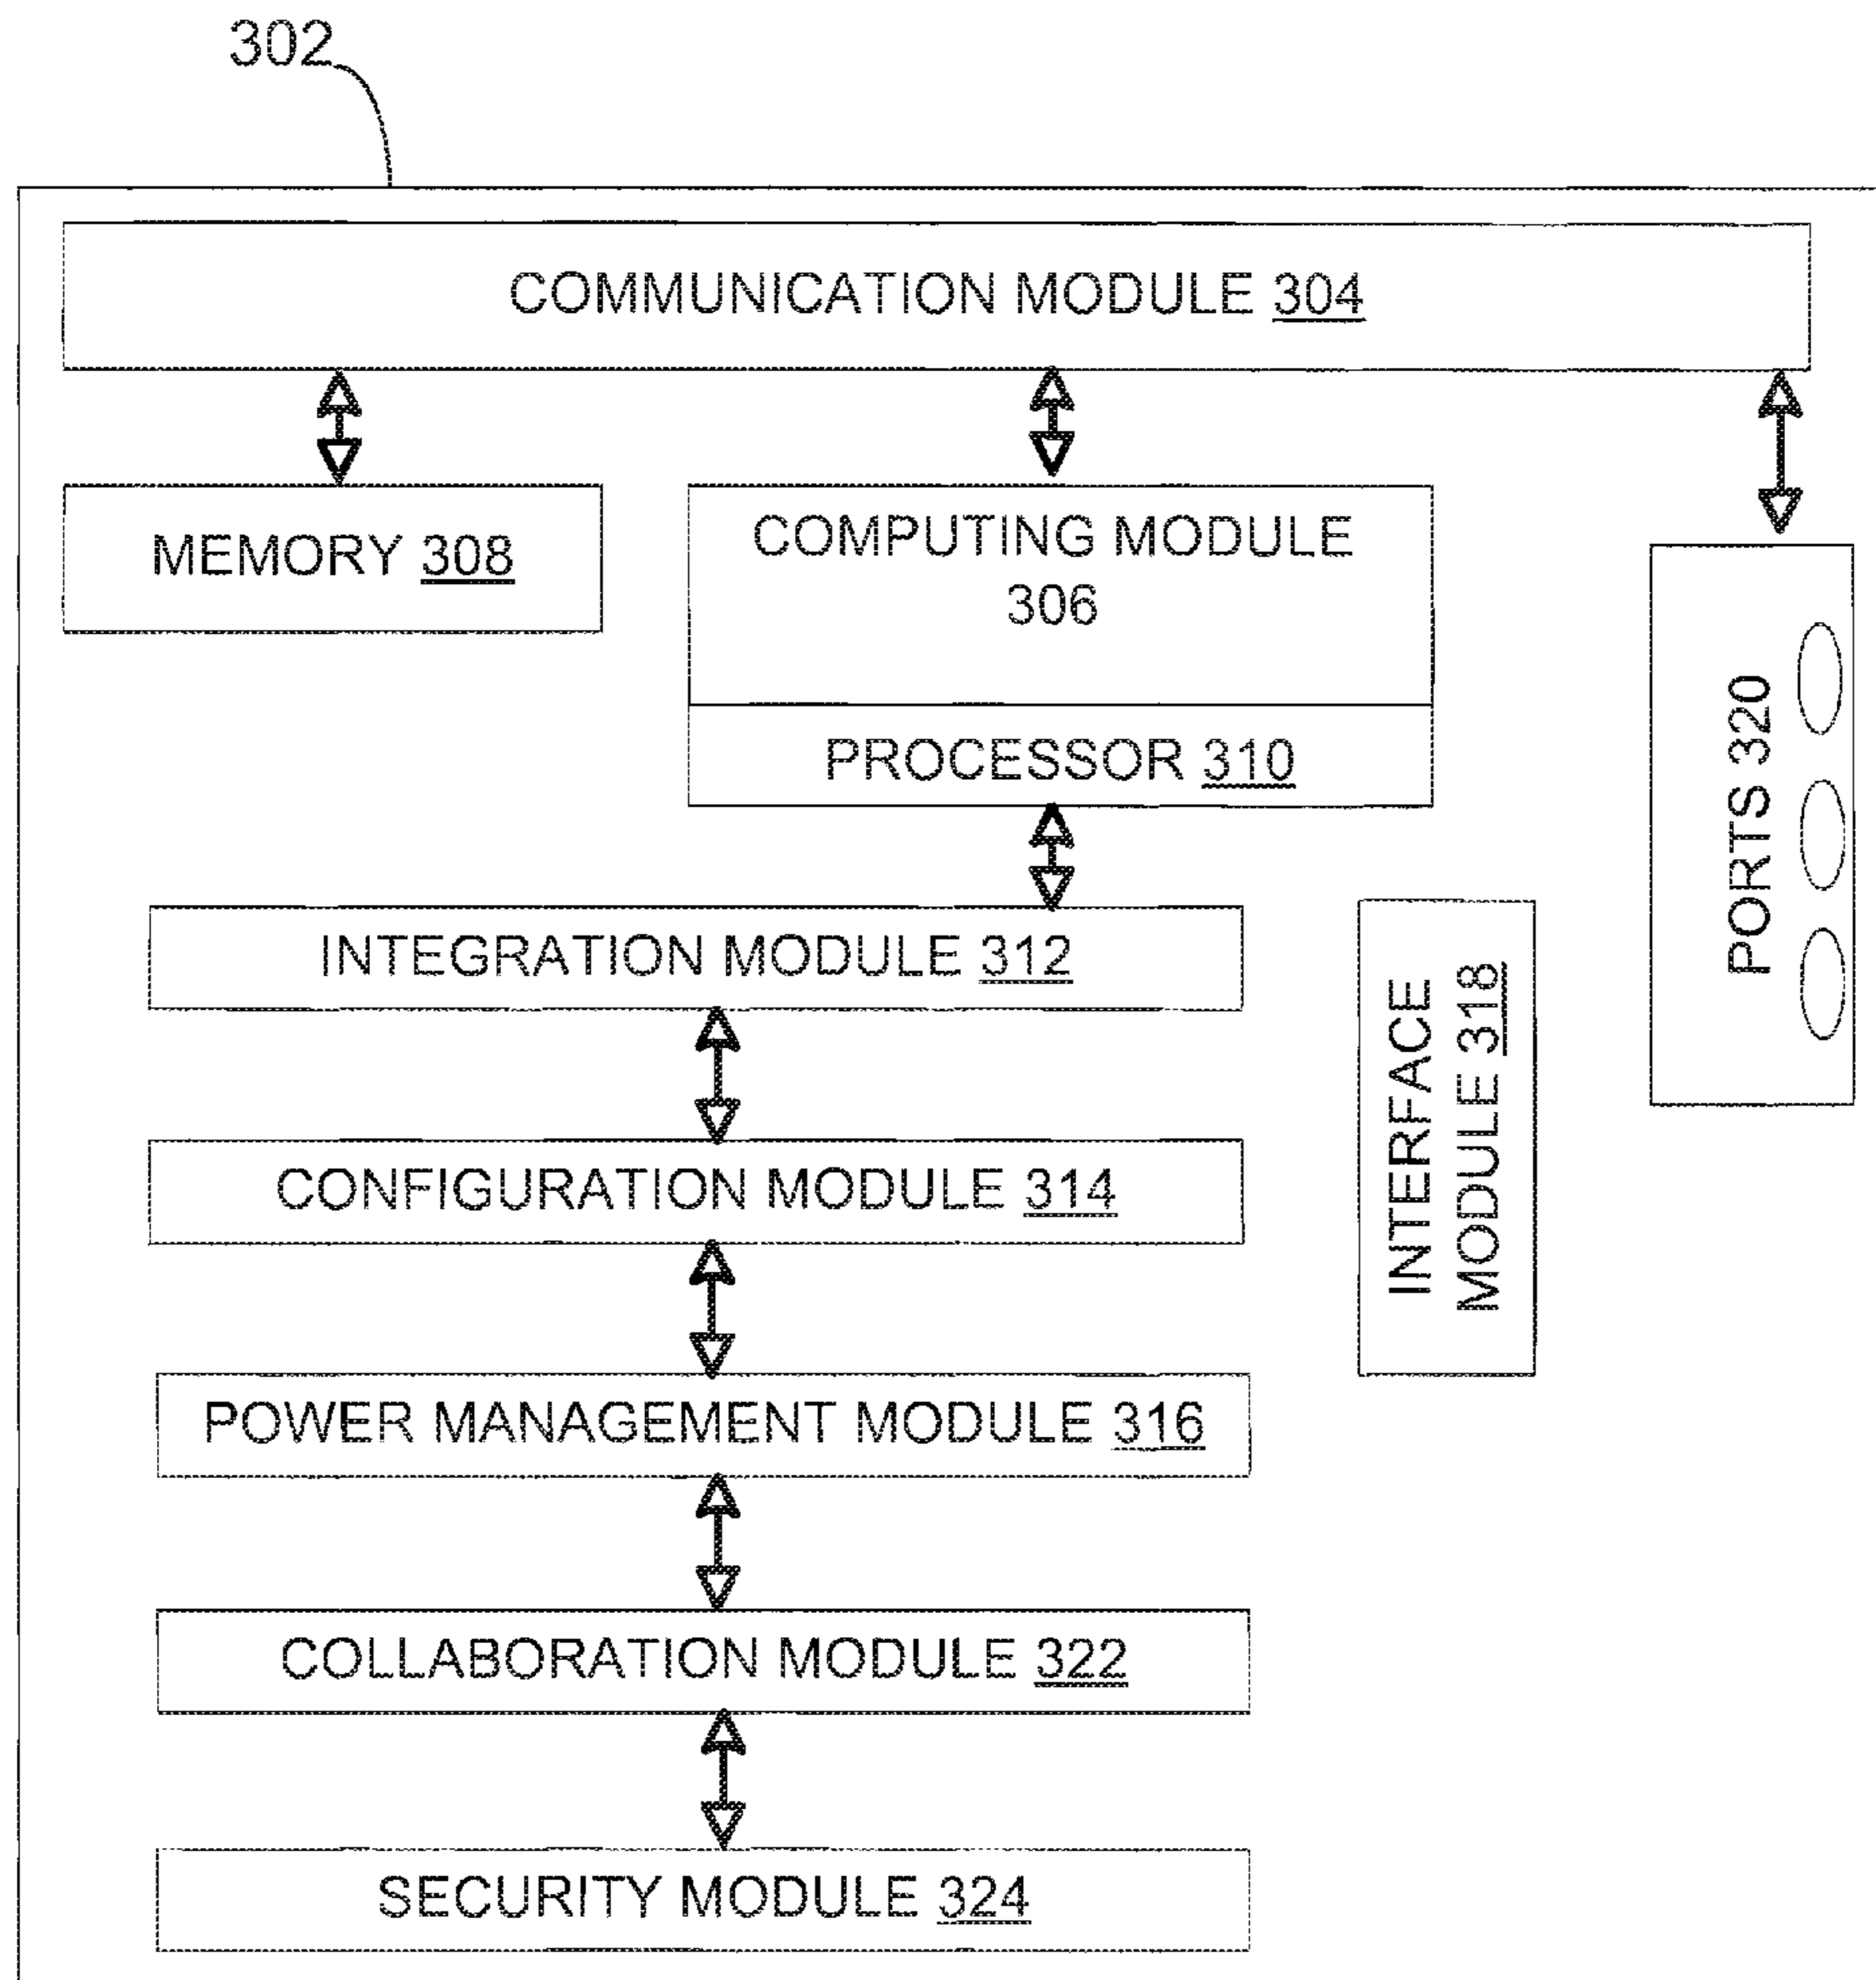 302
COMMUNICATION MODULE 304
MEMORY 308
COMPUTING MODULE
306
PROCESSOR 310
PORTS 320
INTEGRATION MODULE 312
INTERFACE
MODULE 318
CONFIGURATION MODULE 314
POWER MANAGEMENT MODULE 316
COLLABORATION MODULE 322
SECURITY MODULE 324